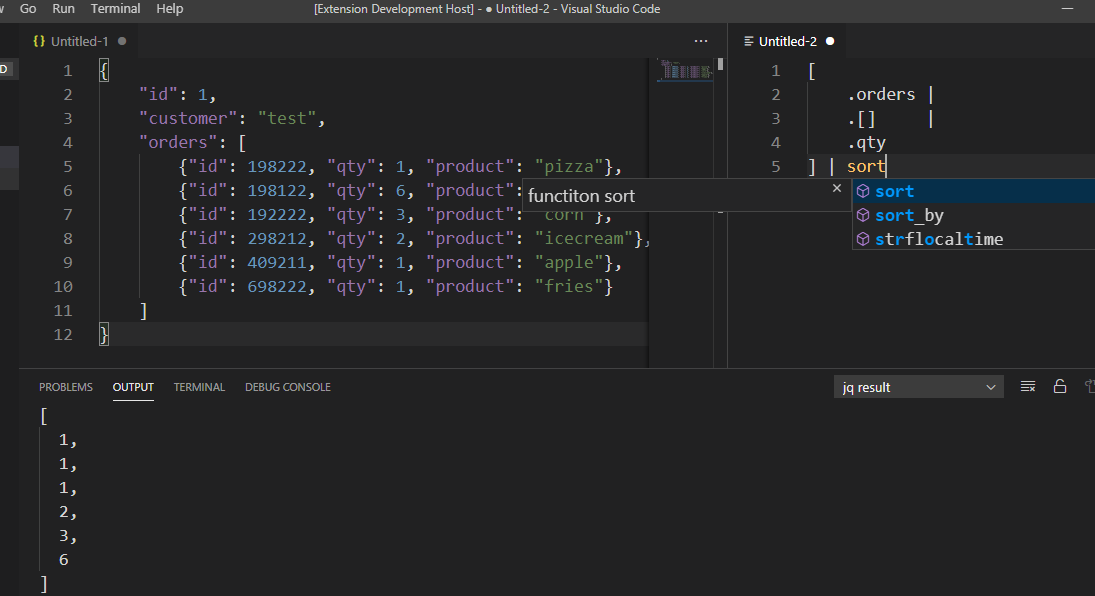 Go Run Terminal Help [Extension Development Host] - ● Untitled-2 - Visual Studio Code
{} Untitled-1 ●
1 {
2 "id": 1,
3 "customer": "test",
4 "orders": [
5 {"id": 198222, "qty": 1, "product": "pizza"},
6 {"id": 198122, "qty": 6, "product":
7 {"id": 192222, "qty": 3, "product": "corn"},
8 {"id": 298212, "qty": 2, "product": "icecream"},
9 {"id": 409211, "qty": 1, "product": "apple"},
10 {"id": 698222, "qty": 1, "product": "fries"}
11 ]
12 }
Untitled-2 ●
1 [
2 .orders |
3 .[] |
4 .qty
5 ] | sort
functiton sort
sort
sort_by
strflocaltime
PROBLEMS OUTPUT TERMINAL DEBUG CONSOLE jq result
[
1,
1,
1,
2,
3,
6
]